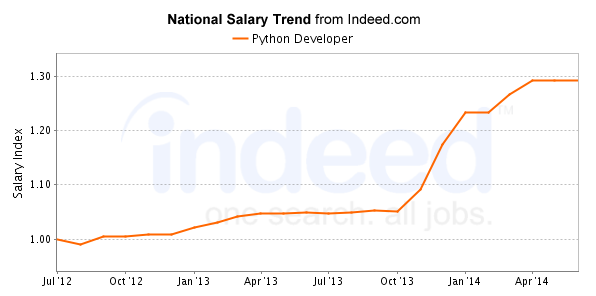 National Salary Trend from Indeed.com
Python Developer
Salary Index
1.30
1.20
1.10
1.00
indeed™
one search. all jobs.
Jul '12 Oct '12 Jan '13 Apr '13 Jul '13 Oct '13 Jan '14 Apr '14